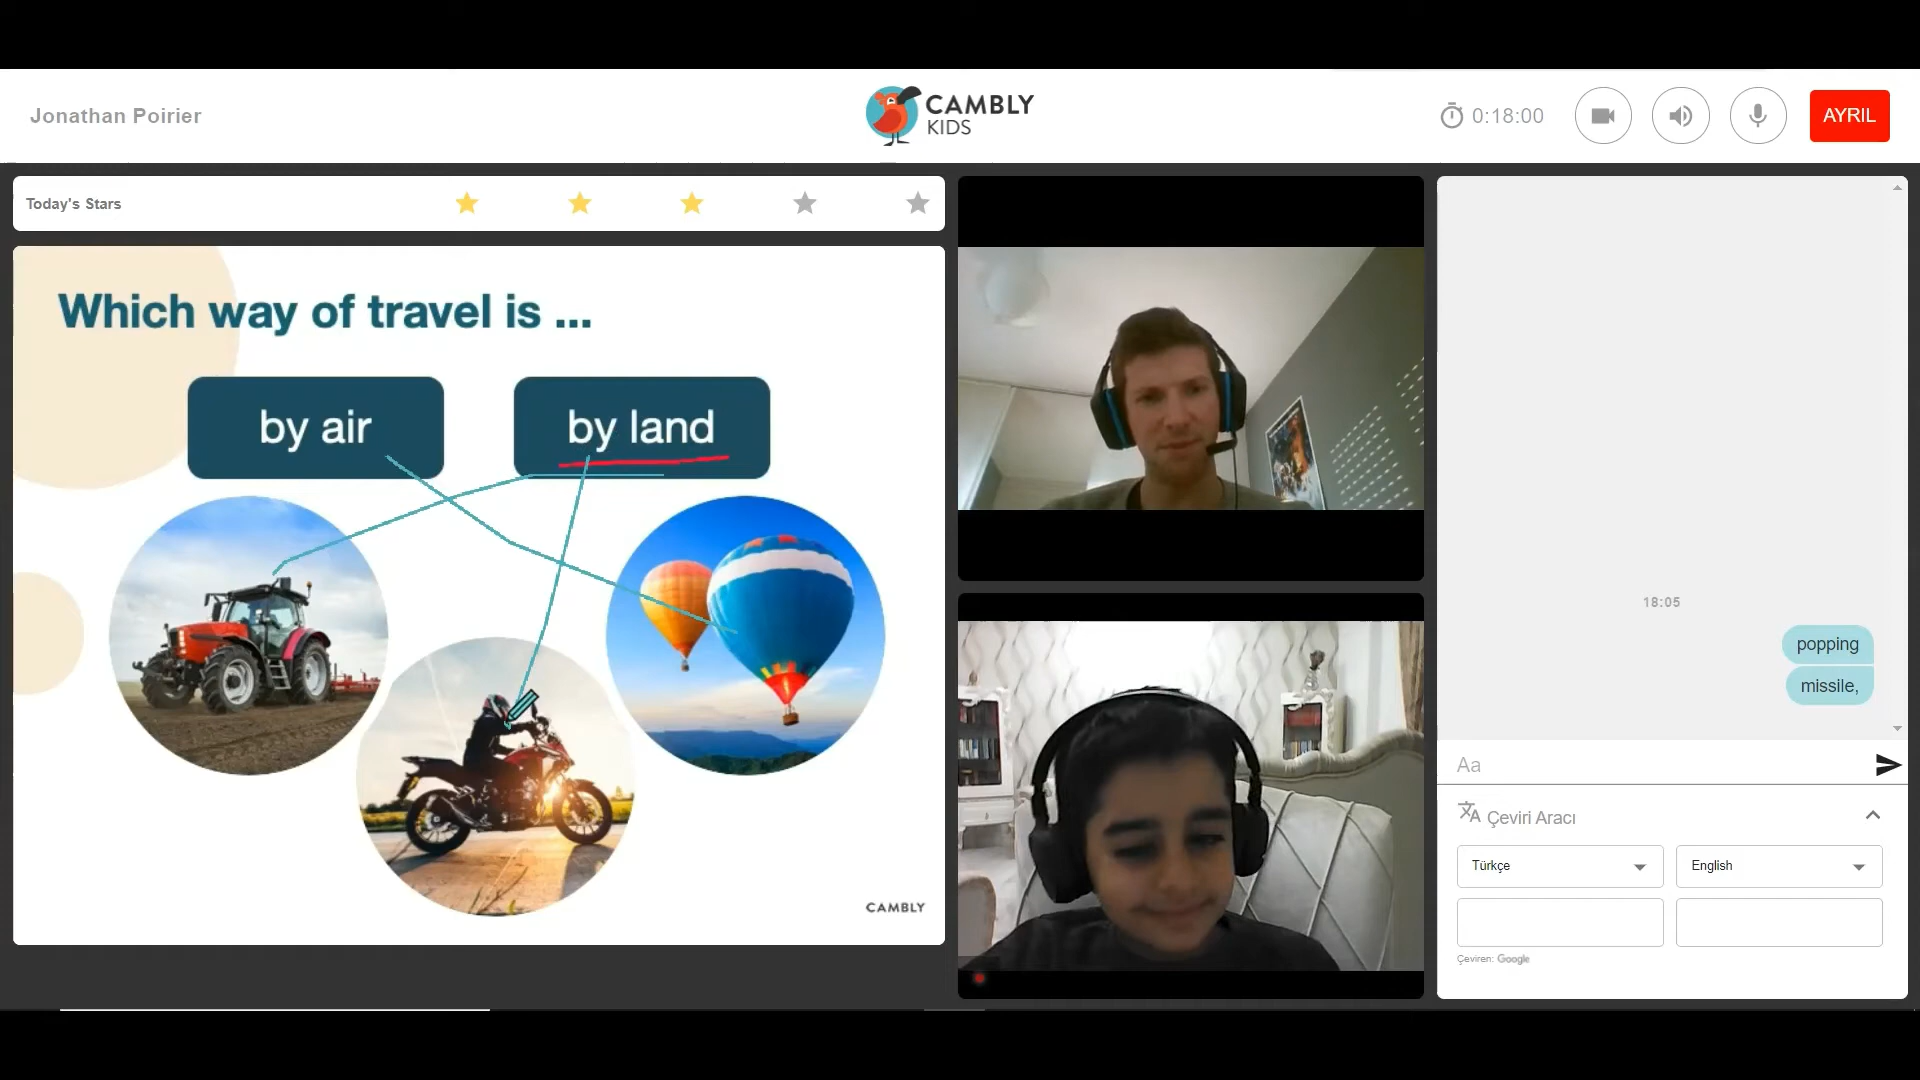 Jonathan Poirier
CAMBLY
KIDS
0:18:00
AYRIL
Today's Stars
Which way of travel is ...
by air
by land
CAMBLY
18:05
popping
missile,
Aa
Çeviri Aracı
Türkçe
English
Çeviren: Google